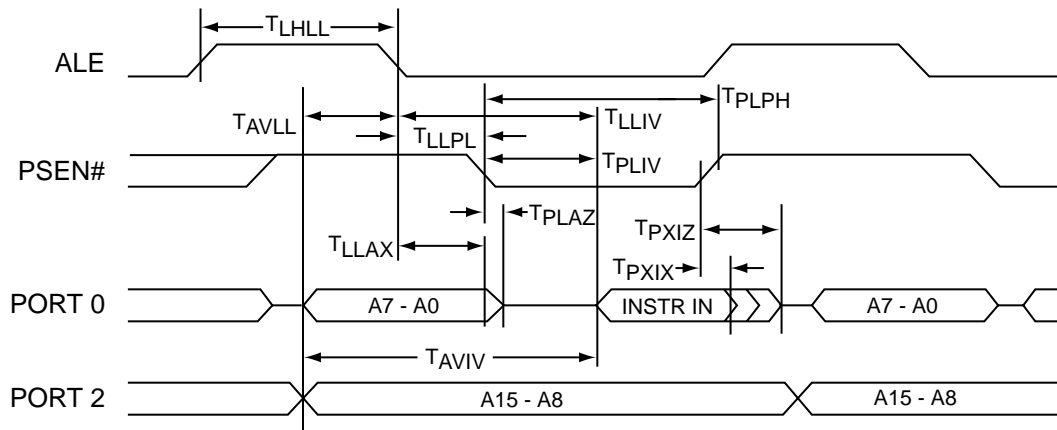 TLHLL
ALE
TPLPH
TAVLL
TLLIV
TLLPL
PSEN#
TPLIV
TPLAZ
TLLAX
TPXIZ
TPXIX
PORT 0
A7 - A0
INSTR IN
A7 - A0
TAVIV
PORT 2
A15 - A8
A15 - A8